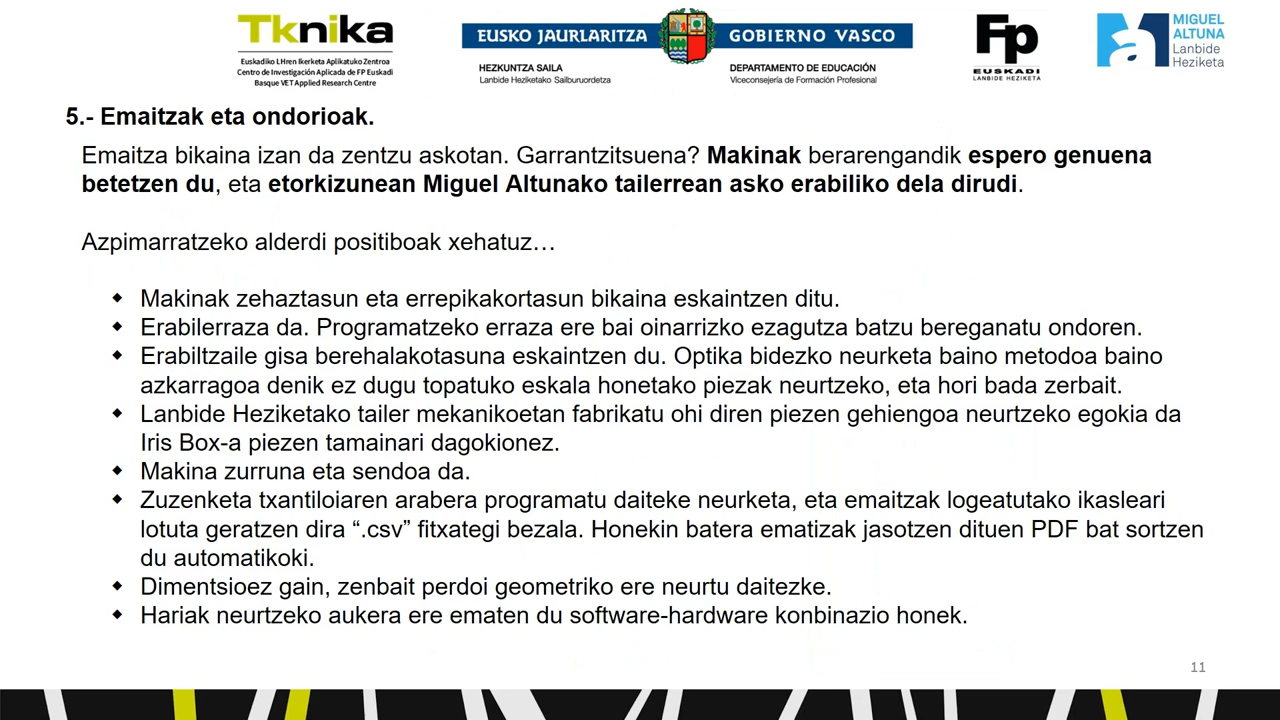 Tknika
Euskadiko LHren Ikerketa Aplikatuko Zentroa
Centro de Investigación Aplicada de FP Euskadi
Basque VET Applied Research Centre
EUSKO JAURLARITZA
GOBIERNO VASCO
HEZKUNTZA SAILA
Lanbide Heziketako Sailburuordetza
DEPARTAMENTO DE EDUCACIÓN
Viceconsejería de Formación Profesional
Fp
EUSKADI
LANBIDE HEZIKETA
a
MIGUEL
ALTUNA
Lanbide
Heziketa
5.- Emaitzak eta ondorioak.
Emaitza bikaina izan da zentzu askotan. Garrantzitsuena? Makinak berarengandik espero genuena
betetzen du, eta etorkizunean Miguel Altunako tailerrean asko erabiliko dela dirudi.
Azpimarratzeko alderdi positiboak xehatuz…
◆ Makinak zehaztasun eta errepikakortasun bikaina eskaintzen ditu.
◆ Erabilerraza da. Programatzeko erraza ere bai oinarrizko ezagutza batzu bereganatu ondoren.
◆ Erabiltzaile gisa berehalakotasuna eskaintzen du. Optika bidezko neurketa baino metodoa baino
azkarragoa denik ez dugu topatuko eskala honetako piezak neurtzeko, eta hori bada zerbait.
◆ Lanbide Heziketako tailer mekanikoetan fabrikatu ohi diren piezen gehiengoa neurtzeko egokia da
Iris Box-a piezen tamainari dagokionez.
◆ Makina zurruna eta sendoa da.
◆ Zuzenketa txantiloiaren arabera programatu daiteke neurketa, eta emaitzak logeatutako ikasleari
lotuta geratzen dira “.csv” fitxategi bezala. Honekin batera ematizak jasotzen dituen PDF bat sortzen
du automatikoki.
◆ Dimentsioez gain, zenbait perdoi geometriko ere neurtu daitezke.
◆ Hariak neurtzeko aukera ere ematen du software-hardware konbinazio honek.
11